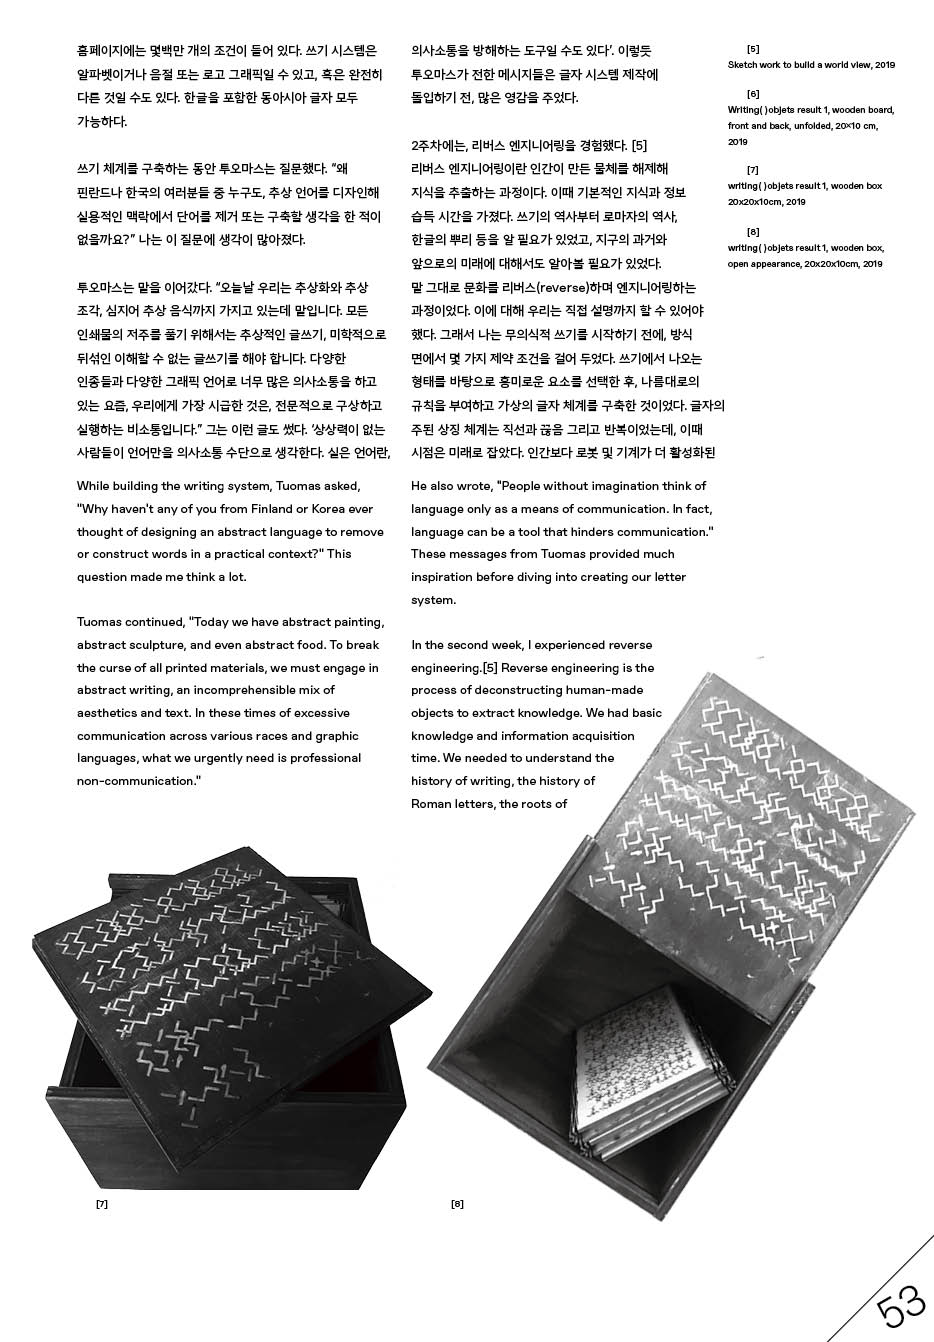 홈페이지에는 몇백만 개의 조건이 들어 있다. 쓰기 시스템은
알파벳이거나 음절 또는 로고 그래픽일 수 있고, 혹은 완전히
다른 것일 수도 있다. 한글을 포함한 동아시아 글자 모두
가능하다.
쓰기 체계를 구축하는 동안 투오마스는 질문했다. “왜
핀란드나 한국의 여러분들 중 누구도, 추상 언어를 디자인해
실용적인 맥락에서 단어를 제거 또는 구축할 생각을 한 적이
없을까요?” 나는 이 질문에 생각이 많아졌다.
투오마스는 말을 이어갔다. “오늘날 우리는 추상화와 추상
조각, 심지어 추상 음식까지 가지고 있는데 말입니다. 모든
인쇄물의 저주를 풀기 위해서는 추상적인 글쓰기, 미학적으로
뒤섞인 이해할 수 없는 글쓰기를 해야 합니다. 다양한
인종들과 다양한 그래픽 언어로 너무 많은 의사소통을 하고
있는 요즘, 우리에게 가장 시급한 것은, 전문적으로 구상하고
실행하는 비소통입니다.” 그는 이런 글도 썼다. ‘상상력이 없는
사람들이 언어만을 의사소통 수단으로 생각한다. 실은 언어란,
의사소통을 방해하는 도구일 수도 있다’. 이렇듯
투오마스가 전한 메시지들은 글자 시스템 제작에
돌입하기 전, 많은 영감을 주었다.
2주차에는, 리버스 엔지니어링을 경험했다. [5]
리버스 엔지니어링이란 인간이 만든 물체를 해제해
지식을 추출하는 과정이다. 이때 기본적인 지식과 정보
습득 시간을 가졌다. 쓰기의 역사부터 로마자의 역사,
한글의 뿌리 등을 알 필요가 있었고, 지구의 과거와
앞으로의 미래에 대해서도 알아볼 필요가 있었다.
말 그대로 문화를 리버스(reverse)하며 엔지니어링하는
과정이었다. 이에 대해 우리는 직접 설명까지 할 수 있어야
했다. 그래서 나는 무의식적 쓰기를 시작하기 전에, 방식
면에서 몇 가지 제약 조건을 걸어 두었다. 쓰기에서 나오는
형태를 바탕으로 흥미로운 요소를 선택한 후, 나름대로의
규칙을 부여하고 가상의 글자 체계를 구축한 것이었다. 글자의
주된 상징 체계는 직선과 끊음 그리고 반복이었는데, 이때
시점은 미래로 잡았다. 인간보다 로봇 및 기계가 더 활성화된
[5]
Sketch work to build a world view, 2019
[6]
Writing( )objets result 1, wooden board,
front and back, unfolded, 20×10 cm,
2019
[7]
writing( )objets result 1, wooden box
20x20x10cm, 2019
[8]
writing( )objets result 1, wooden box,
open appearance, 20x20x10cm, 2019
While building the writing system, Tuomas asked,
"Why haven't any of you from Finland or Korea ever
thought of designing an abstract language to remove
or construct words in a practical context?" This
question made me think a lot.
Tuomas continued, "Today we have abstract painting,
abstract sculpture, and even abstract food. To break
the curse of all printed materials, we must engage in
abstract writing, an incomprehensible mix of
aesthetics and text. In these times of excessive
communication across various races and graphic
languages, what we urgently need is professional
non-communication."
He also wrote, "People without imagination think of
language only as a means of communication. In fact,
language can be a tool that hinders communication."
These messages from Tuomas provided much
inspiration before diving into creating our letter
system.
In the second week, I experienced reverse
engineering.[5] Reverse engineering is the
process of deconstructing human-made
objects to extract knowledge. We had basic
knowledge and information acquisition
time. We needed to understand the
history of writing, the history of
Roman letters, the roots of
[7]
[8]
53